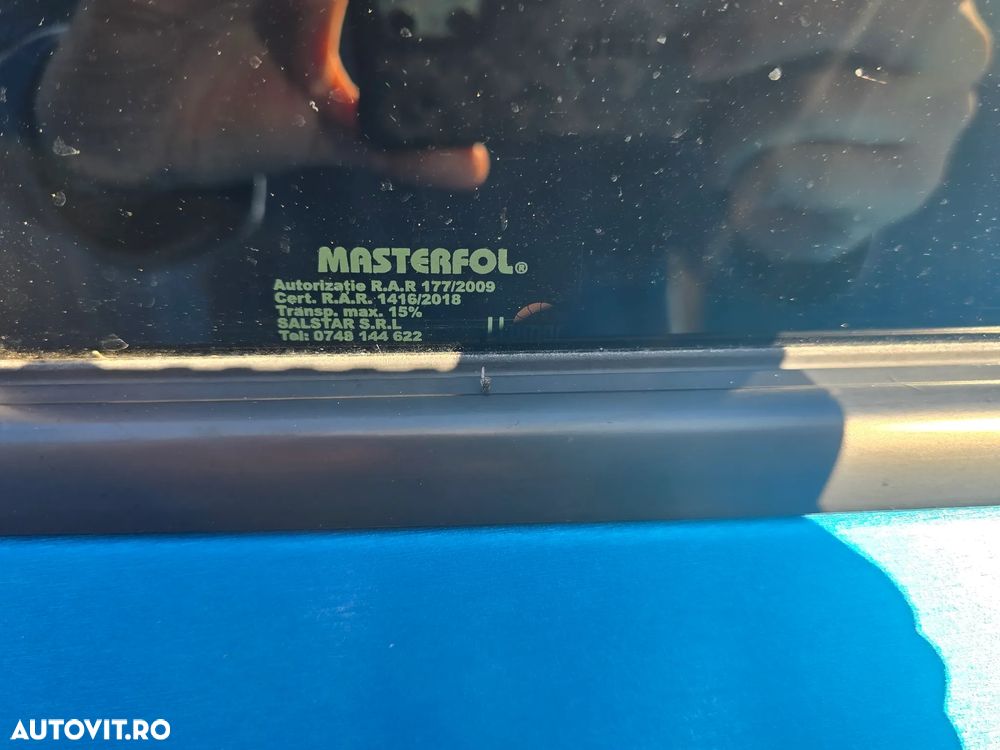 MASTERFOL®
Autorizație R.A.R 177/2009
Cert. R.A.R. 1416/2018
Transp. max. 15%
SALSTAR S.R.L
Tel: 0748 144 622
AUTOVIT.RO